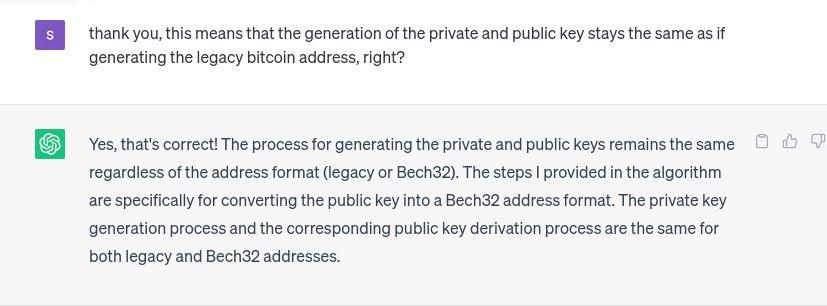 S
thank you, this means that the generation of the private and public key stays the same as if
generating the legacy bitcoin address, right?
Yes, that's correct! The process for generating the private and public keys remains the same
regardless of the address format (legacy or Bech32). The steps I provided in the algorithm
are specifically for converting the public key into a Bech32 address format. The private key
generation process and the corresponding public key derivation process are the same for
both legacy and Bech32 addresses.